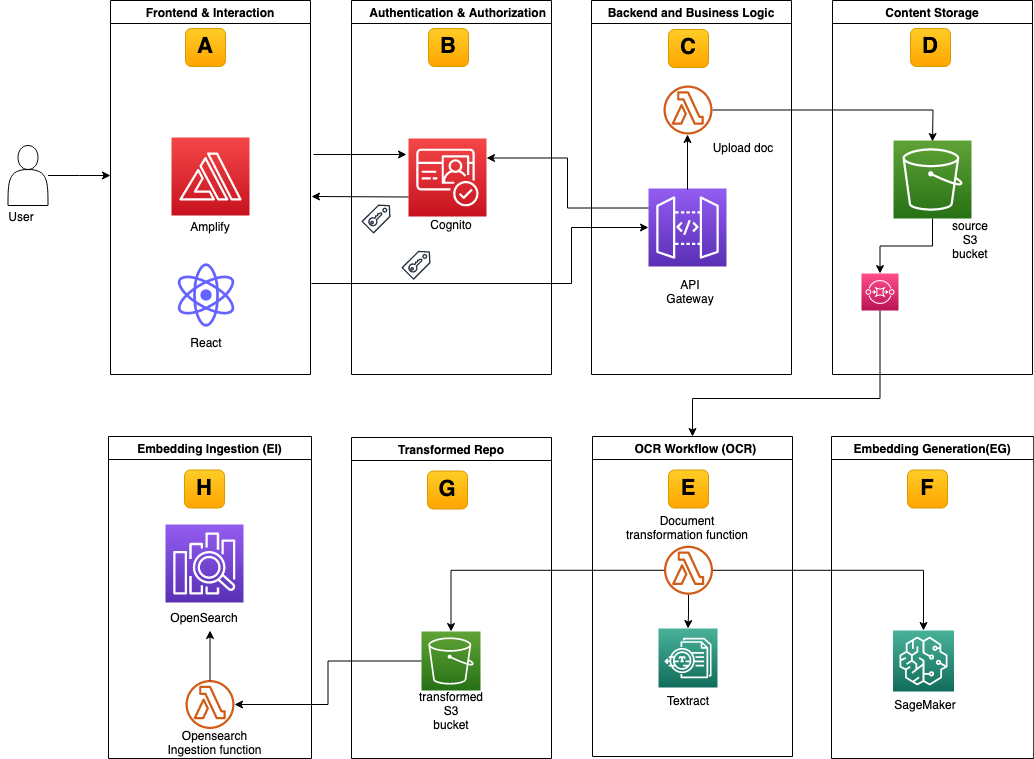 Frontend & Interaction
A
Amplify
React
User
Authentication & Authorization
B
Cognito
Backend and Business Logic
C
Upload doc
</>
API
Gateway
Content Storage
D
source
S3
bucket
Embedding Ingestion (EI)
H
OpenSearch
Opensearch
Ingestion function
Transformed Repo
G
transformed
S3
bucket
OCR Workflow (OCR)
E
Document
transformation function
Textract
Embedding Generation(EG)
F
SageMaker